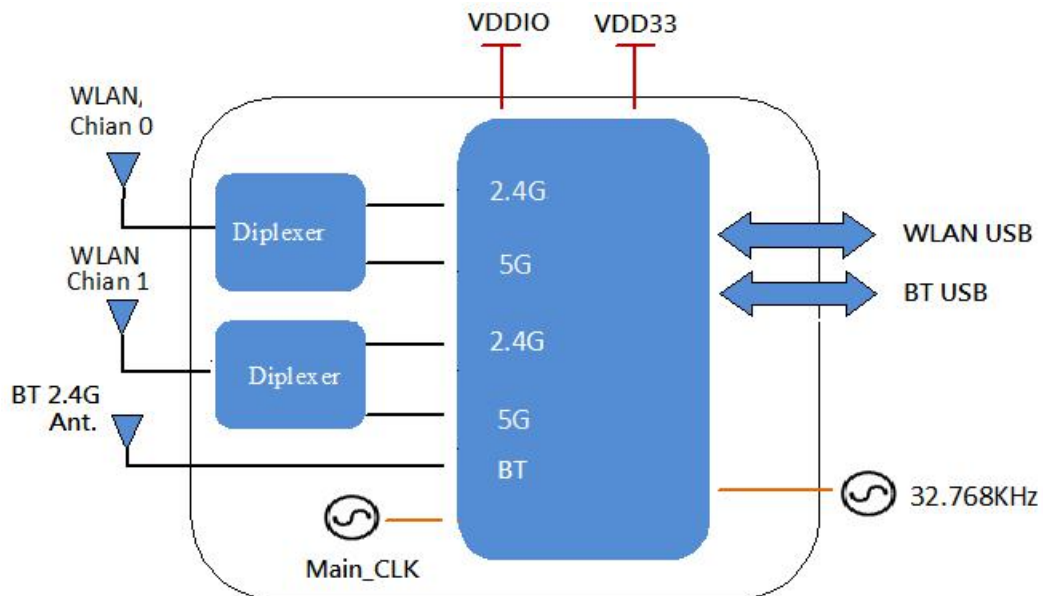 VDDIO
VDD33
WLAN,
Chian 0
Diplexer
2.4G
5G
WLAN
Chian 1
Diplexer
2.4G
5G
BT 2.4G
Ant.
BT
WLAN USB
BT USB
Main_CLK
32.768KHz